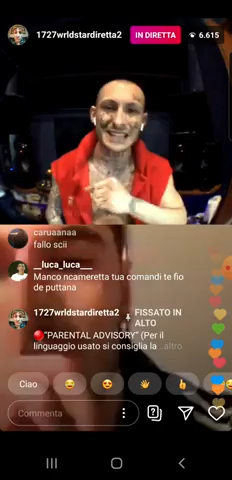 1727wrldstardiretta2
IN DIRETTA
6.615
caruaanaa
fallo scii
__luca_luca___
Manco ncameretta tua comandi te fio
de puttana
1727wrldstardiretta2 FISSATO IN
ALTO
"PARENTAL ADVISORY" (Per il
linguaggio usato si consiglia la ...altro
Ciao
Commenta